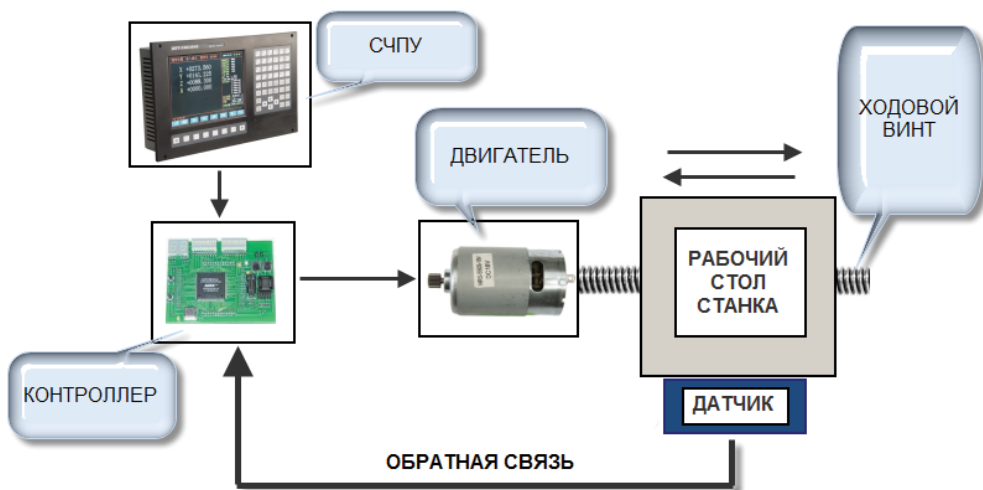 СЧПУ
ХОДОВОЙ
ВИНТ
ДВИГАТЕЛЬ
РАБОЧИЙ
СТОЛ
СТАНКА
КОНТРОЛЛЕР
ДАТЧИК
ОБРАТНАЯ СВЯЗЬ